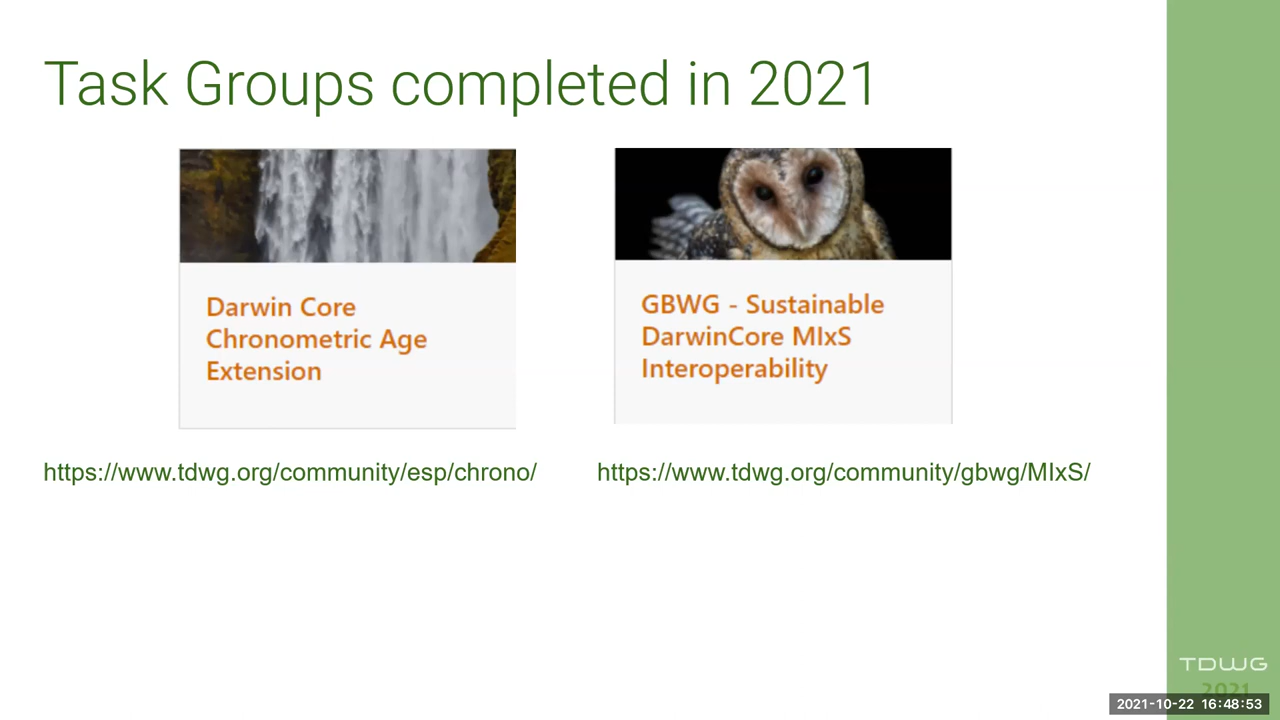 Task Groups completed in 2021
Darwin Core
Chronometric Age
Extension
GBWG - Sustainable
DarwinCore MIxS
Interoperability
https://www.tdwg.org/community/esp/chrono/
https://www.tdwg.org/community/gbwg/MIxS/
TDWG
2021
2021-10-22 16:48:53